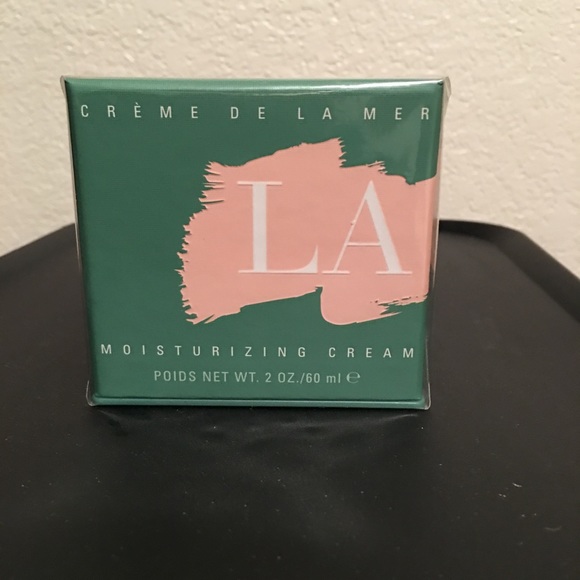 CRÈME DE LA MER
LA
MOISTURIZING CREAM
POIDS NET WT. 2 OZ./60 ml ℮